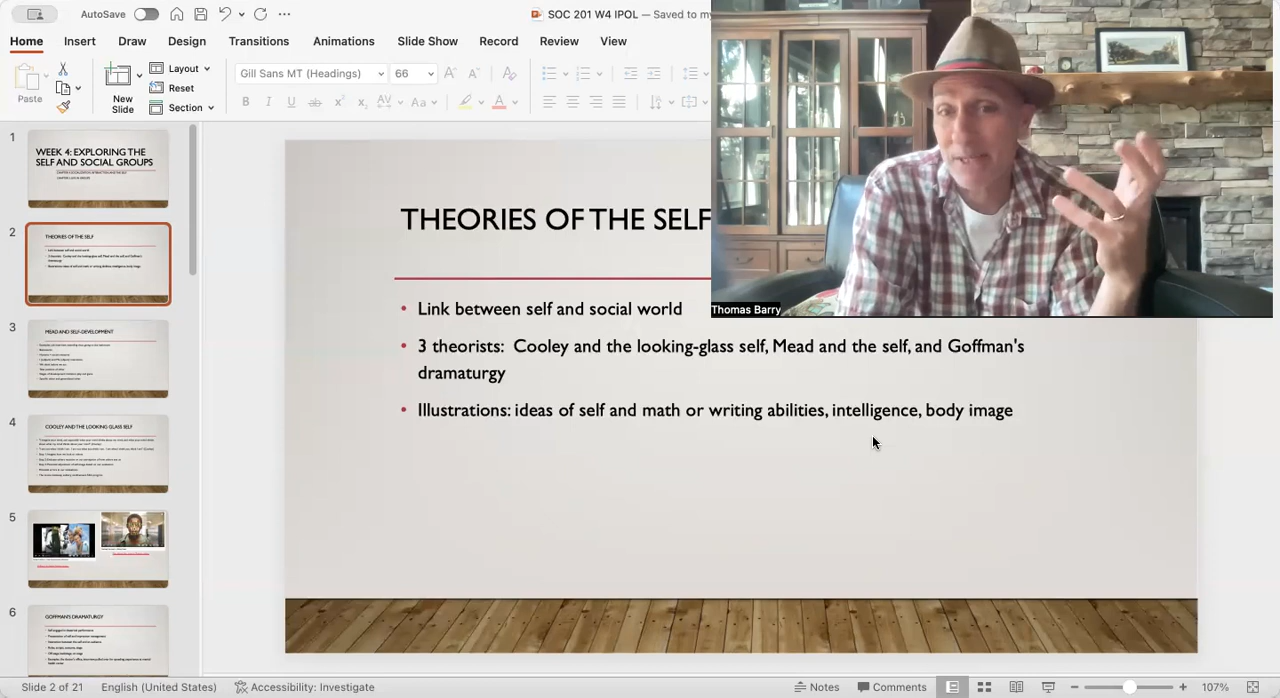 AutoSave
SOC 201 W4 IPOL — Saved to my
Home Insert Draw Design Transitions Animations Slide Show Record Review View
Paste
New
Slide
Layout
Reset
Section
Gill Sans MT (Headings) 66
1
WEEK 4: EXPLORING THE
SELF AND SOCIAL GROUPS
2
THEORIES OF THE SELF
3
MEAD AND SELF-DEVELOPMENT
4
COOLEY AND THE LOOKING GLASS SELF
5
6
GOFFMAN'S DRAMATURGY
THEORIES OF THE SELF
• Link between self and social world
• 3 theorists: Cooley and the looking-glass self, Mead and the self, and Goffman's
dramaturgy
• Illustrations: ideas of self and math or writing abilities, intelligence, body image
Thomas Barry
Slide 2 of 21 English (United States) Accessibility: Investigate Notes Comments 107%